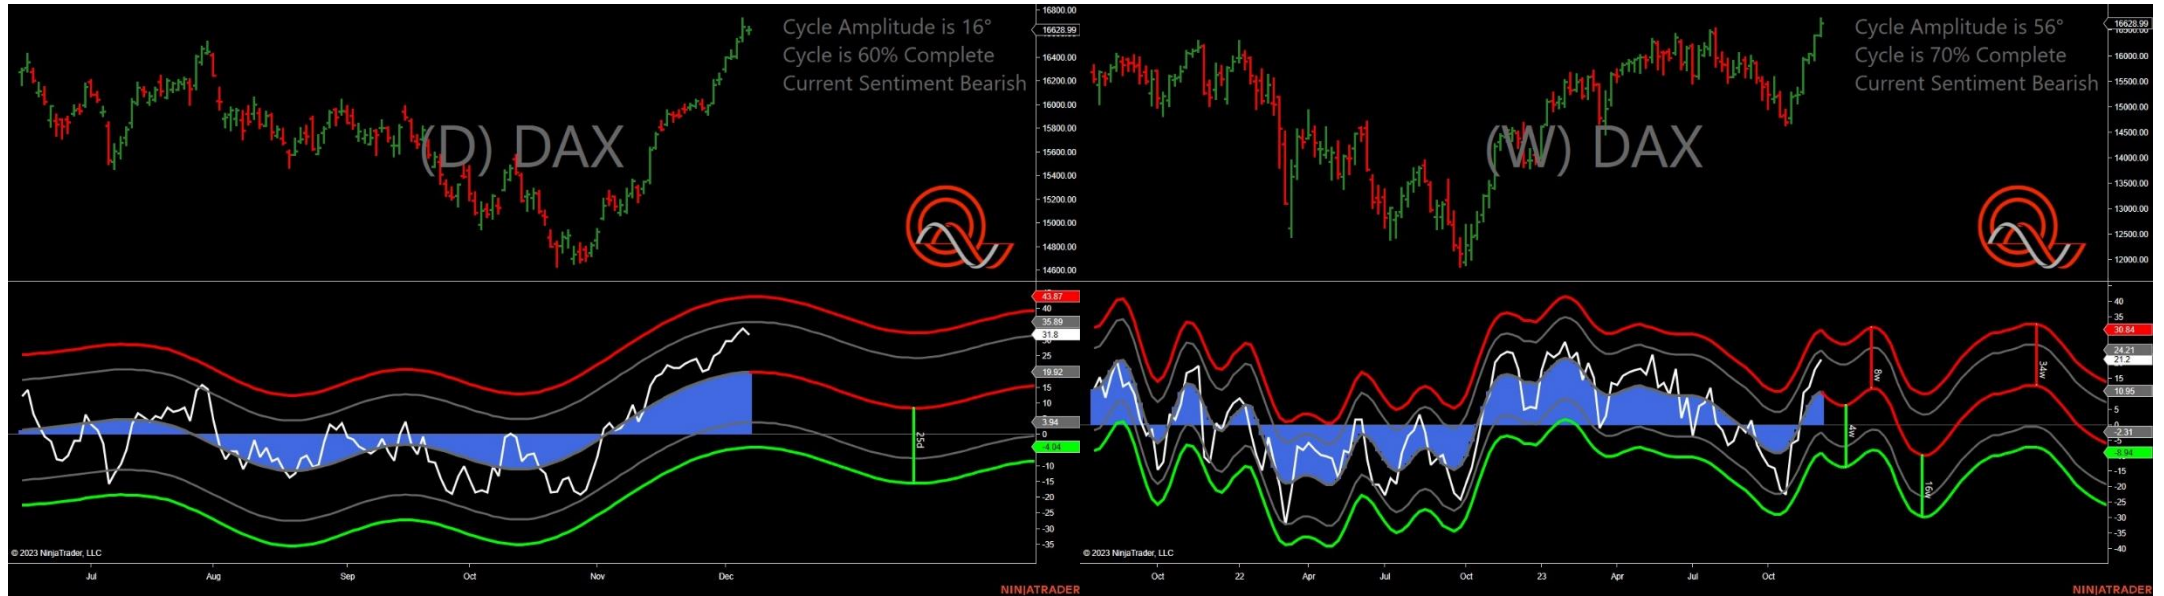 Cycle Amplitude is 16°
Cycle is 60% Complete
Current Sentiment Bearish
(D) DAX
16800.00
16628.99
16400.00
16200.00
16000.00
15800.00
15600.00
15400.00
15200.00
15000.00
14800.00
14600.00
43.87
40
35.89
31.8
25
19.92
15
10
3.94
0
-4.04
-10
-15
-20
-25
-30
-35
25d
© 2023 NinjaTrader, LLC
Jul Aug Sep Oct Nov Dec
NINJATRADER
Cycle Amplitude is 56°
Cycle is 70% Complete
Current Sentiment Bearish
(W) DAX
16628.99
16000.00
15500.00
15000.00
14500.00
14000.00
13500.00
13000.00
12500.00
12000.00
40
35
30.84
24.21
21.2
15
10.95
5
-2.31
-8.94
-15
-20
-25
-30
-35
-40
4w
8w
16w
34w
© 2023 NinjaTrader, LLC
Oct 22 Apr Jul Oct 23 Apr Jul Oct
NINJATRADER